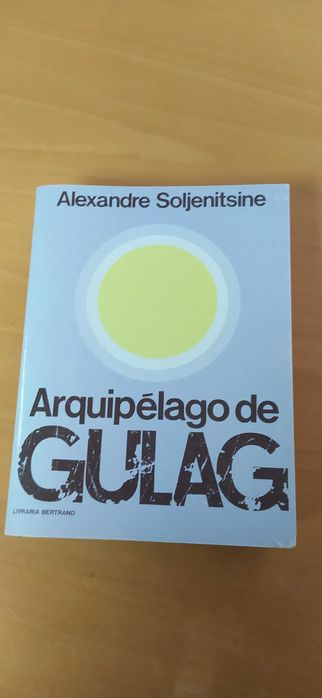 Alexandre Soljenitsine
Arquipélago de
GULAG
LIVRARIA BERTRAND